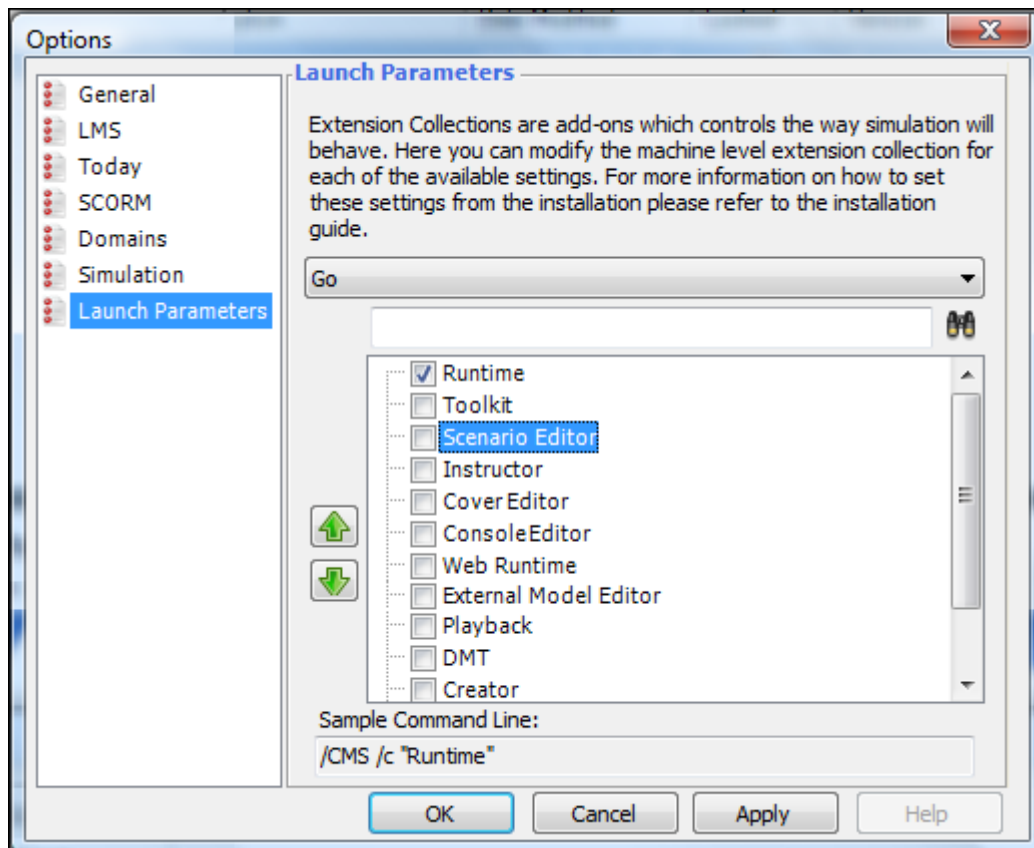 Options
General
LMS
Today
SCORM
Domains
Simulation
Launch Parameters
Launch Parameters
Extension Collections are add-ons which controls the way simulation will
behave. Here you can modify the machine level extension collection for
each of the available settings. For more information on how to set
these settings from the installation please refer to the installation
guide.
Go
Runtime
Toolkit
Scenario Editor
Instructor
Cover Editor
Console Editor
Web Runtime
External Model Editor
Playback
DMT
Creator
Sample Command Line:
/CMS /c "Runtime"
OK
Cancel
Apply
Help